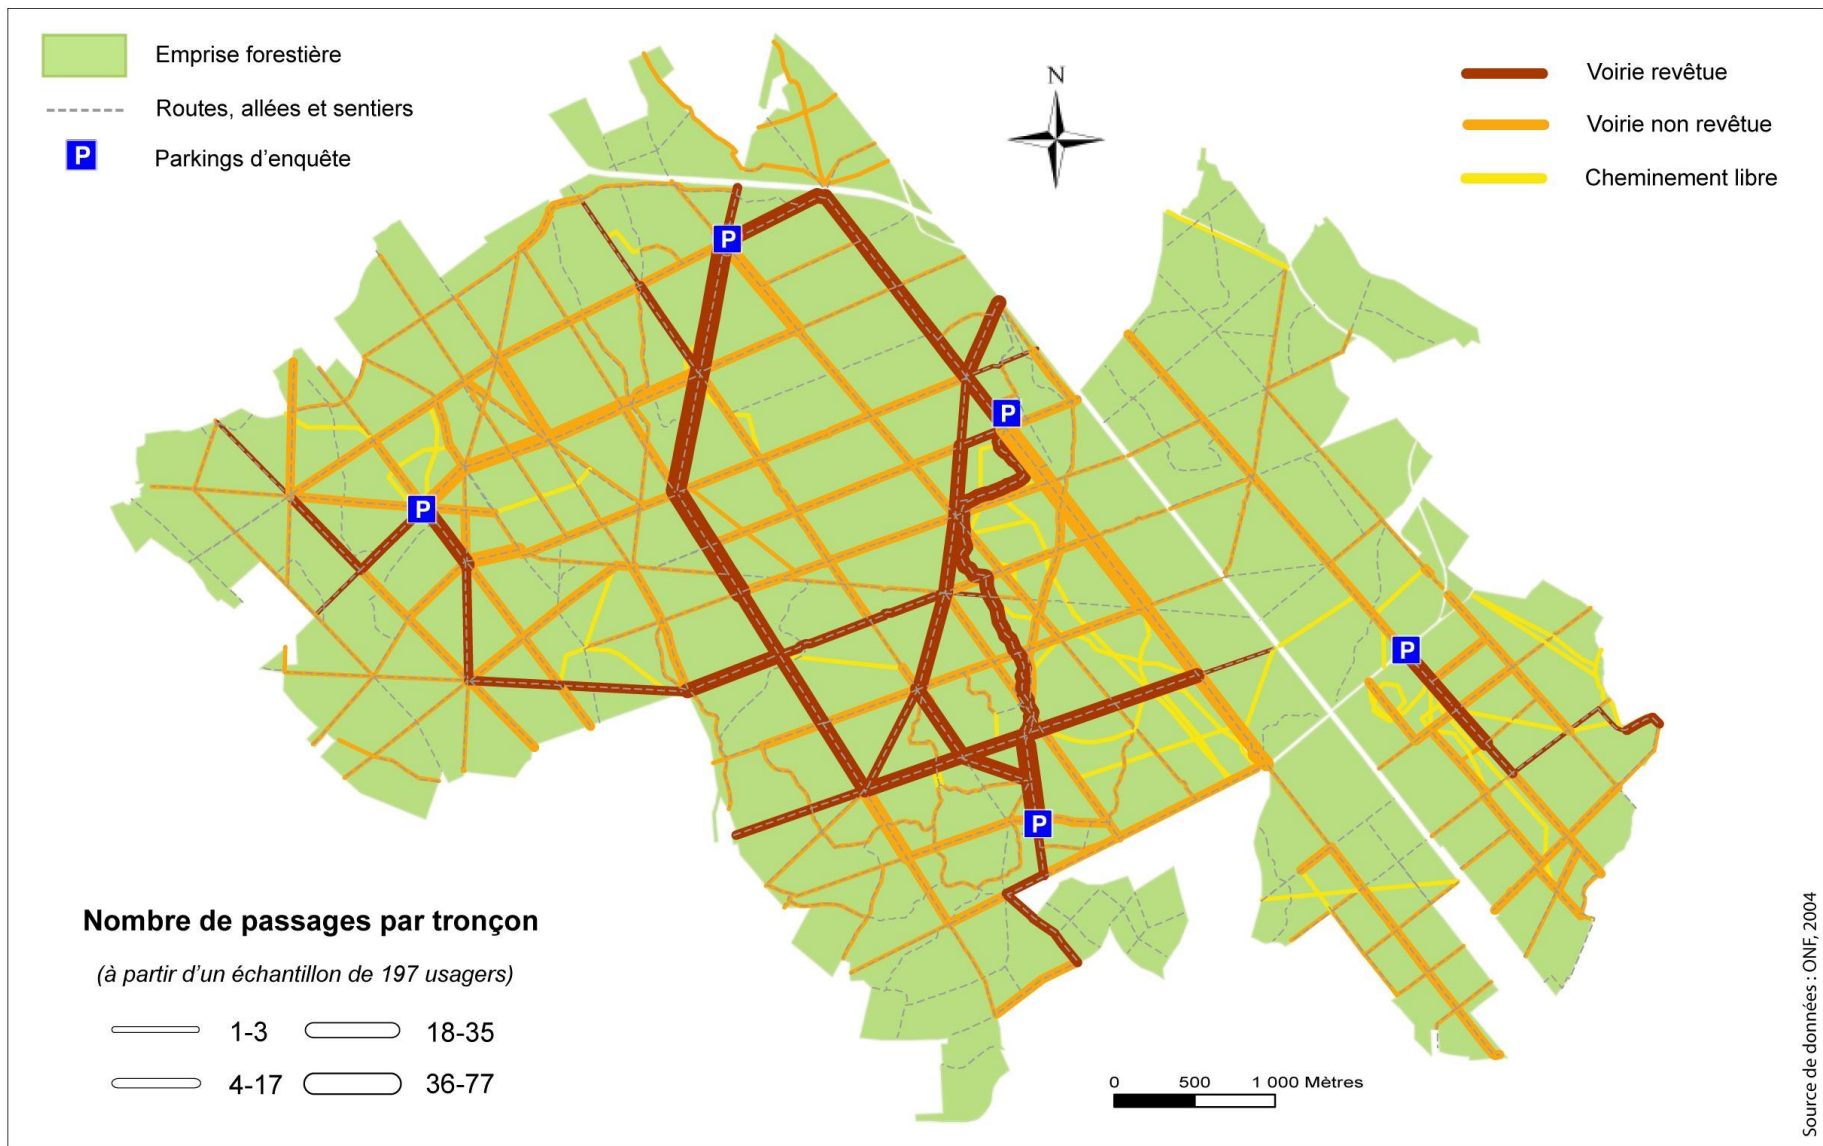 Emprise forestière
Routes, allées et sentiers
P
Parkings d'enquête
N
Voirie revêtue
Voirie non revêtue
Cheminement libre
P
P
P
P
P
Nombre de passages par tronçon
(à partir d'un échantillon de 197 usagers)
1-3
18-35
4-17
36-77
0 500 1 000 Mètres
Source de données : ONF, 2004